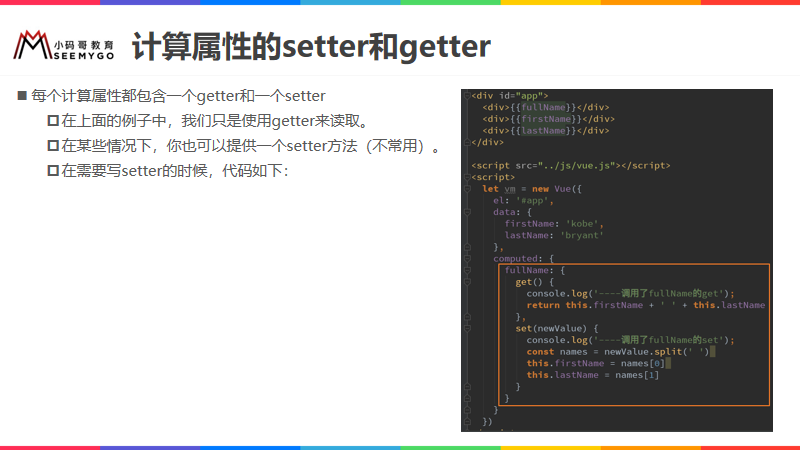 小码哥教育
SEEMYGO
计算属性的setter和getter
■ 每个计算属性都包含一个getter和一个setter
口在上面的例子中，我们只是使用getter来读取。
口在某些情况下，你也可以提供一个setter方法（不常用）。
口在需要写setter的时候，代码如下：
<div id="app">
<div>{{fullName}}</div>
<div>{{firstName}}</div>
<div>{{lastName}}</div>
</div>
<script src="../js/vue.js"></script>
<script>
let vm = new Vue({
el: '#app',
data: {
firstName: 'kobe',
lastName: 'bryant'
},
computed: {
fullName: {
get() {
console.log('----调用了fullName的get');
return this.firstName + ' ' + this.lastName
},
set(newValue) {
console.log('----调用了fullName的set');
const names = newValue.split(' ')
this.firstName = names[0]
this.lastName = names[1]
}
}
}
})